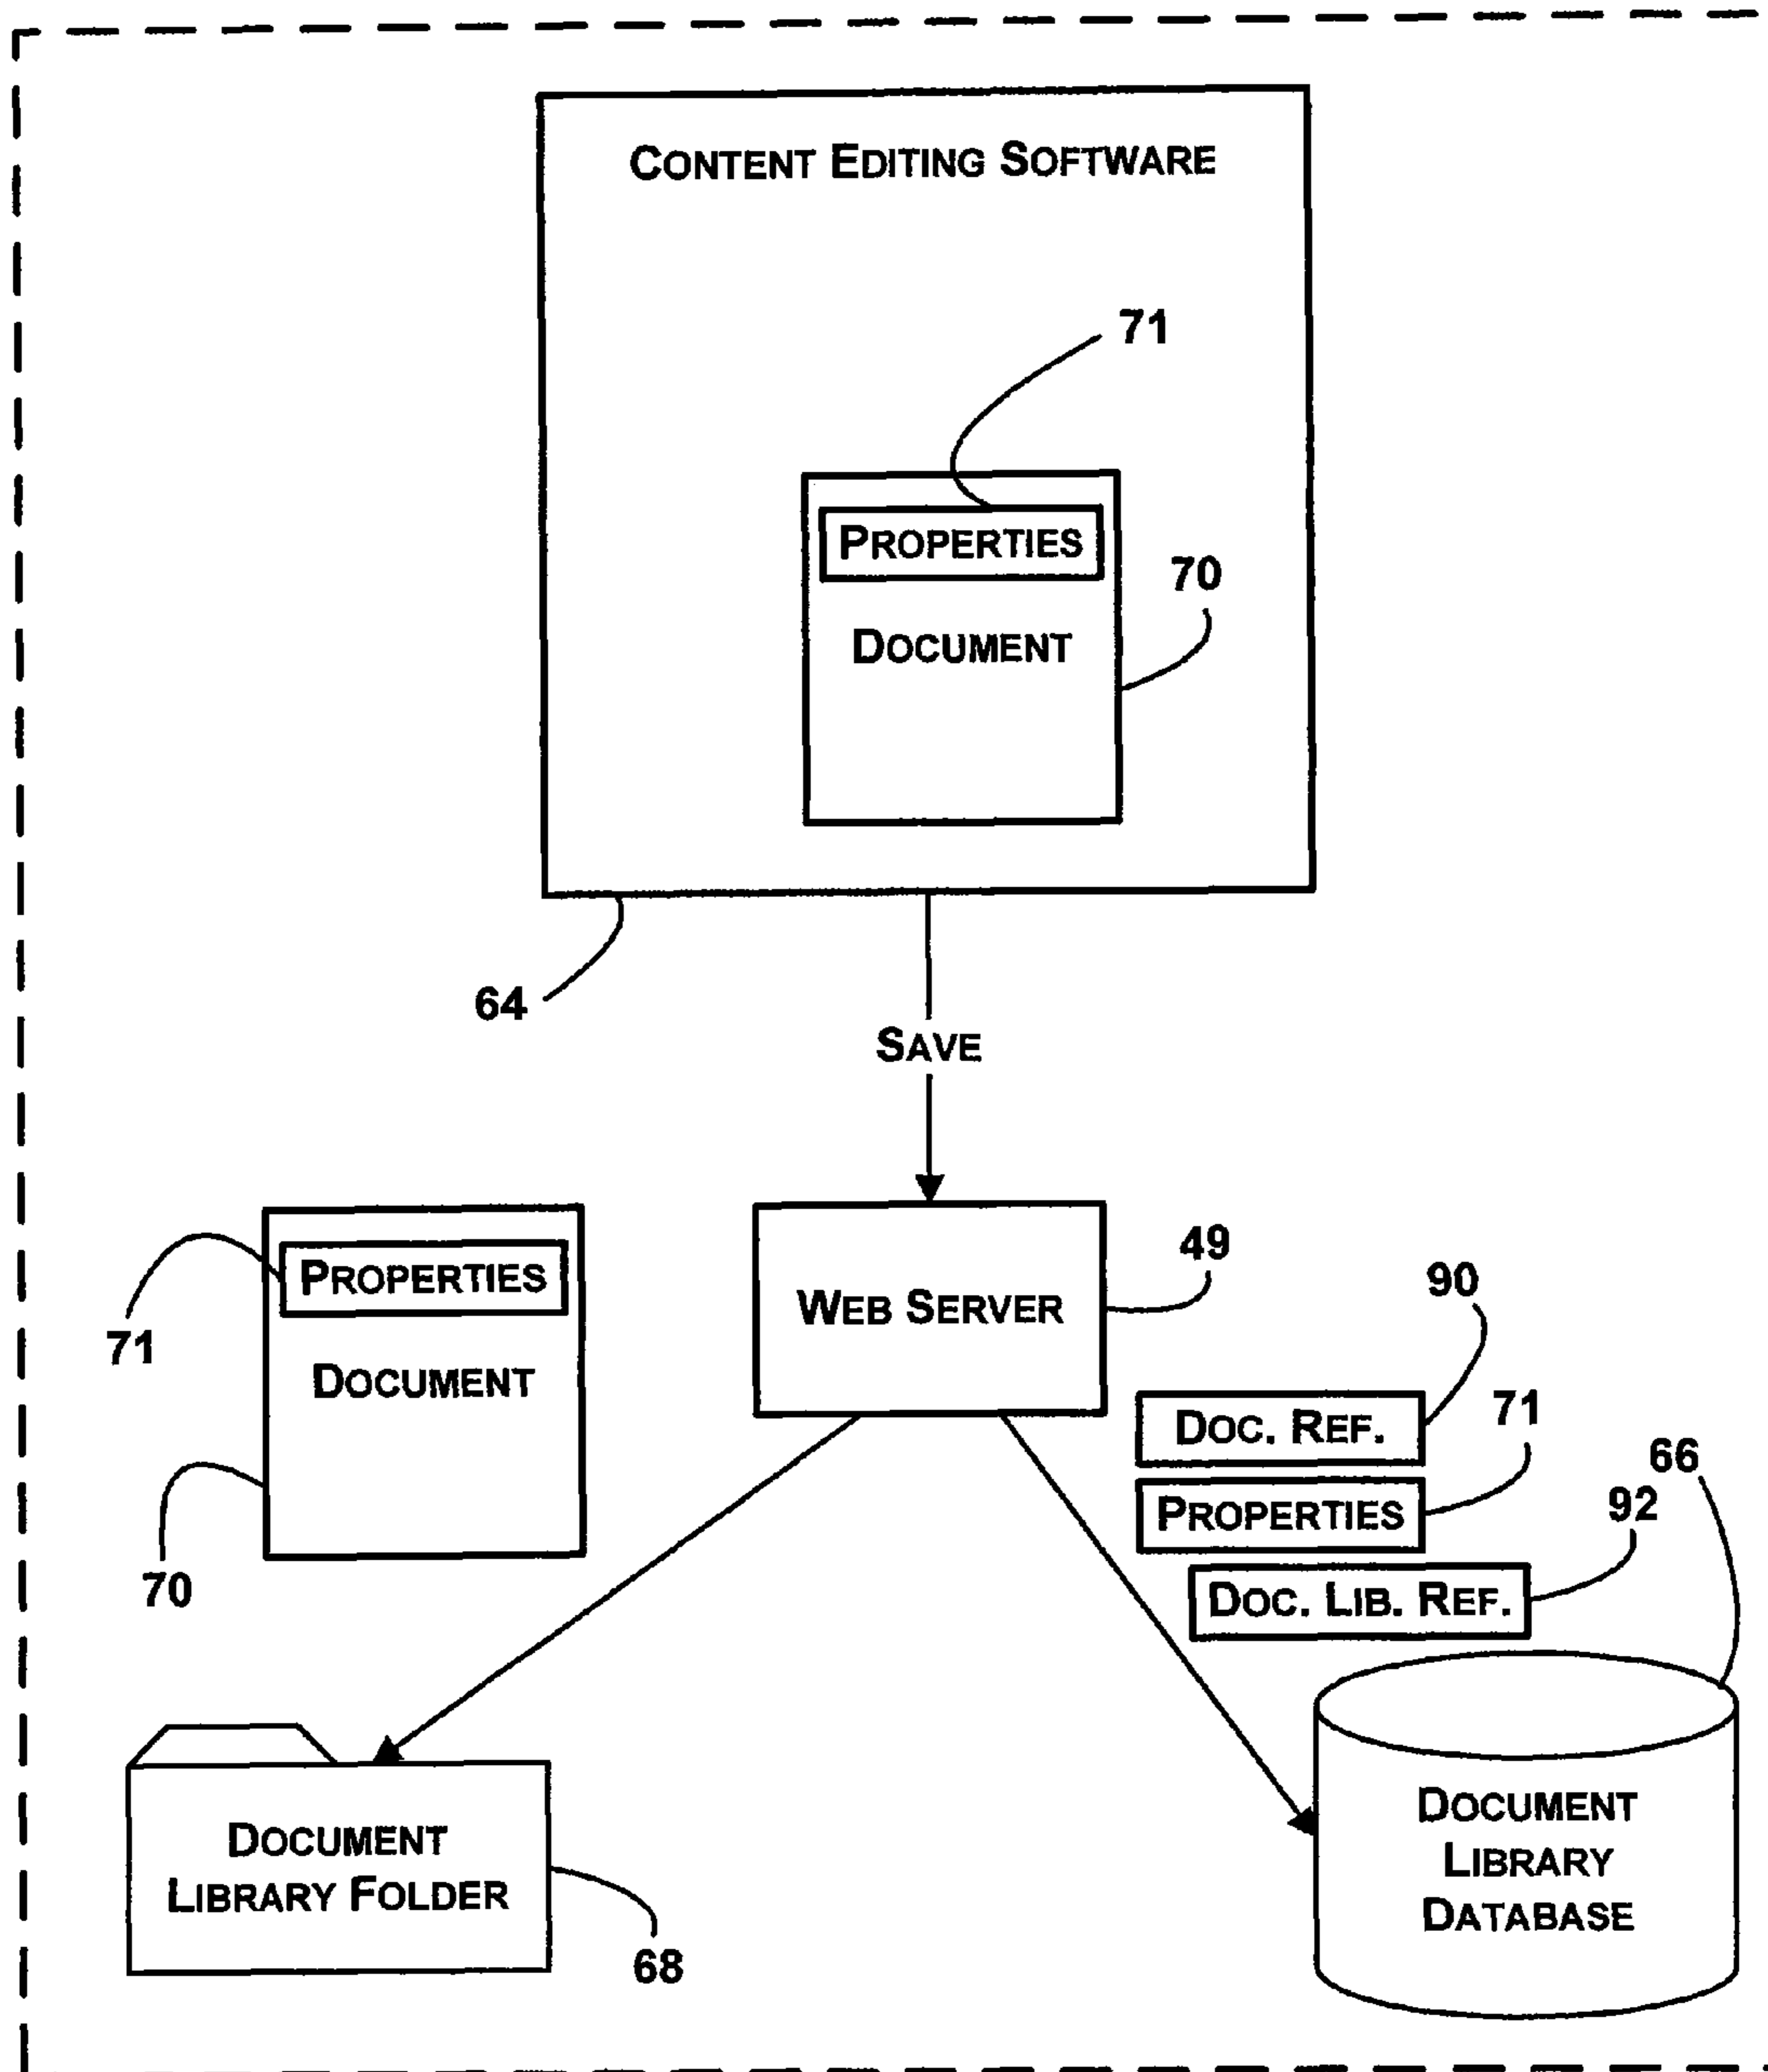 CONTENT EDITING SOFTWARE
71
PROPERTIES
70
DOCUMENT
64
SAVE
49
PROPERTIES
WEB SERVER
90
71
DOCUMENT
DOC. REF.
71
66
PROPERTIES
92
70
DOC. LIB. REF.
DOCUMENT
LIBRARY FOLDER
68
DOCUMENT
LIBRARY
DATABASE